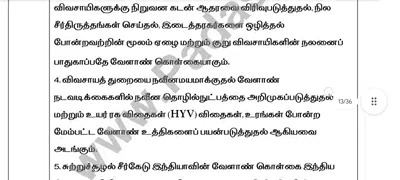 விவசாயிகளுக்கு நிறுவன கடன் ஆதரவை விரிவுபடுத்துதல், நில
சீர்திருத்தங்கள் செய்தல், இடைத்தரகர்களை ஒழித்தல்
போன்றவற்றின் மூலம் ஏழை மற்றும் குறு விவசாயிகளின் நலனைப்
பாதுகாப்பதே வேளாண் கொள்கையாகும்.
4. விவசாயத் துறையை நவீனமயமாக்குதல் வேளாண்
நடவடிக்கைகளில் நவீன தொழில்நுட்பத்தை அறிமுகப்படுத்துதல்
மற்றும் உயர் ரக விதைகள் (HYV) விதைகள், உரங்கள் போன்ற
மேம்பட்ட வேளாண் உத்திகளைப் பயன்படுத்துதல் ஆகியவை
அடங்கும்.
5. சுற்றுச்சூழல் சீர்கேடு இந்தியாவின் வேளாண் கொள்கை இந்திய
13/36